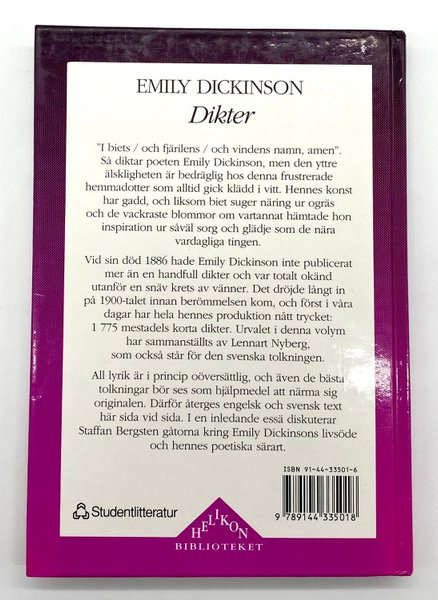 EMILY DICKINSON
Dikter
"I biets / och fjärilens / och vindens namn, amen".
Så diktar poeten Emily Dickinson, men den yttre
älskligheten är bedräglig hos denna frustrerade
hemmadotter som alltid gick klädd i vitt. Hennes konst
har gadd, och liksom biet suger näring ur ogräs
och de vackraste blommor om vartannat hämtade hon
inspiration ur såväl sorg och glädje som de nära
vardagliga tingen.
Vid sin död 1886 hade Emily Dickinson inte publicerat
mer än en handfull dikter och var totalt okänd
utanför en snäv krets av vänner. Det dröjde långt in
på 1900-talet innan berömmelsen kom, och först i våra
dagar har hela hennes produktion nått trycket:
1 775 mestadels korta dikter. Urvalet i denna volym
har sammanställts av Lennart Nyberg,
som också står för den svenska tolkningen.
All lyrik är i princip oöversättlig, och även de bästa
tolkningar bör ses som hjälpmedel att närma sig
originalen. Därför återges engelsk och svensk text
här sida vid sida. I en inledande essä diskuterar
Staffan Bergsten gåtorna kring Emily Dickinsons livsöde
och hennes poetiska särart.
ISBN 91-44-33501-6
9 789144 335018
Studentlitteratur
HELIKON
BIBLIOTEKET